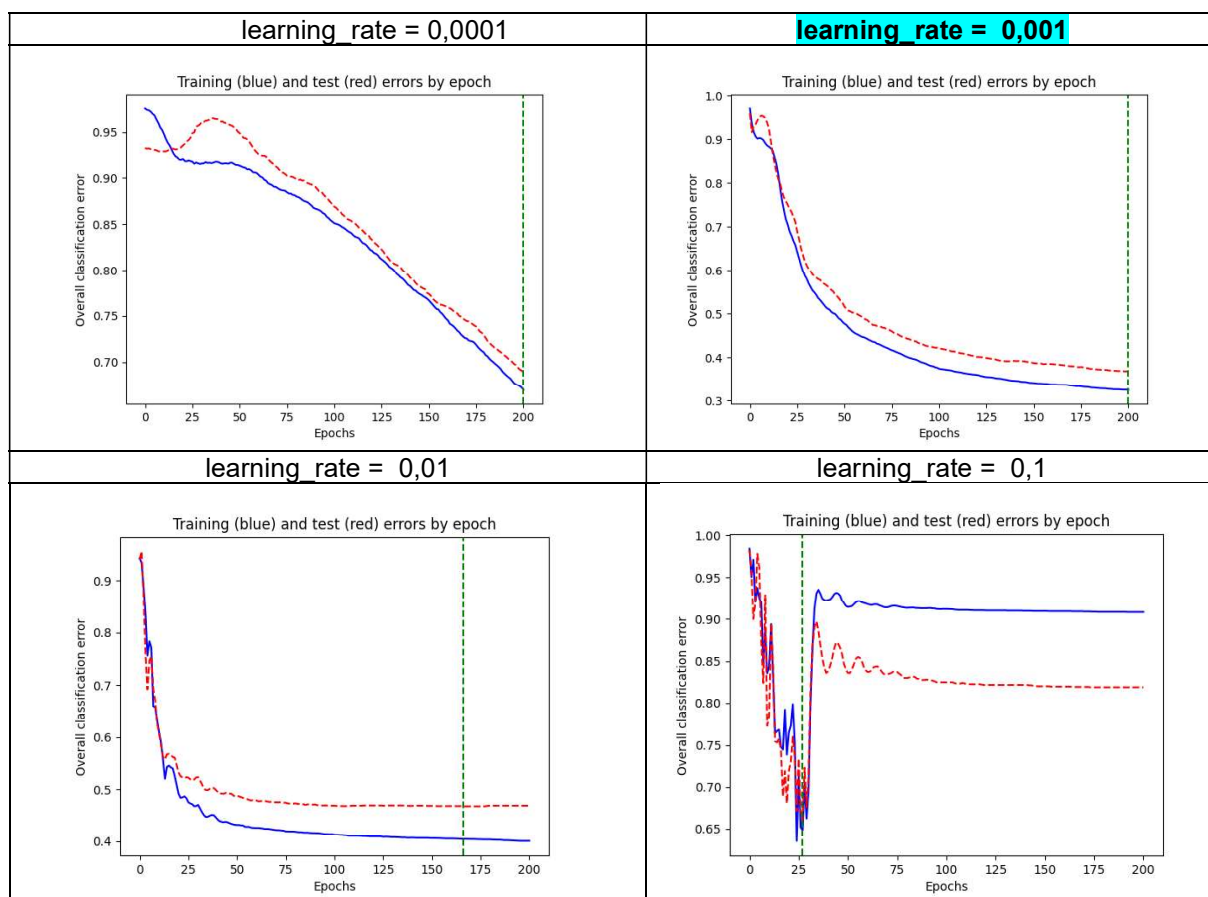 learning_rate = 0,0001
learning_rate = 0,001
Training (blue) and test (red) errors by epoch
Overall classification error
0.95
0.90
0.85
0.80
0.75
0.70
0 25 50 75 100 125 150 175 200
Epochs
Training (blue) and test (red) errors by epoch
Overall classification error
1.0
0.9
0.8
0.7
0.6
0.5
0.4
0.3
0 25 50 75 100 125 150 175 200
Epochs
learning_rate = 0,01
learning_rate = 0,1
Training (blue) and test (red) errors by epoch
Overall classification error
0.9
0.8
0.7
0.6
0.5
0.4
0 25 50 75 100 125 150 175 200
Epochs
Training (blue) and test (red) errors by epoch
Overall classification error
1.00
0.95
0.90
0.85
0.80
0.75
0.70
0.65
0 25 50 75 100 125 150 175 200
Epochs